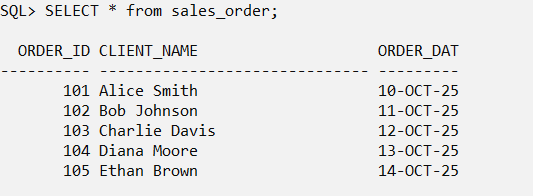 SQL> SELECT * from sales_order;
ORDER_ID CLIENT_NAME ORDER_DAT
---------- ------------------------------ ---------
101 Alice Smith 10-OCT-25
102 Bob Johnson 11-OCT-25
103 Charlie Davis 12-OCT-25
104 Diana Moore 13-OCT-25
105 Ethan Brown 14-OCT-25